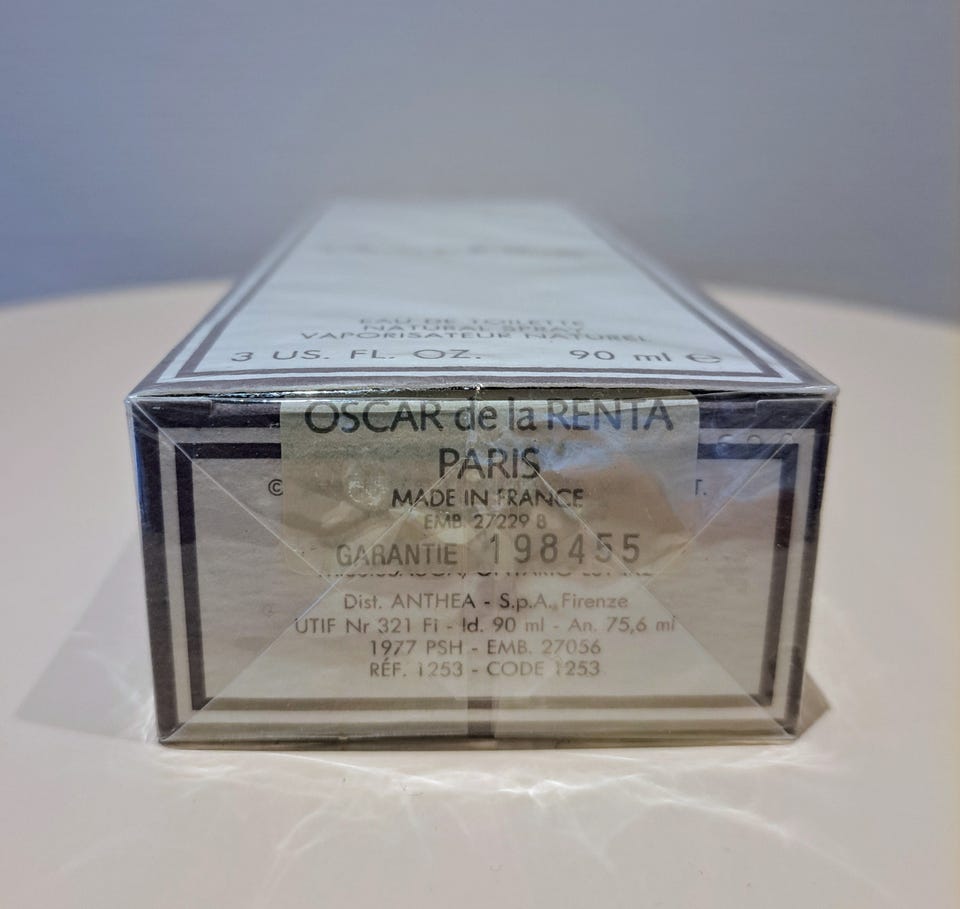 EAU DE TOILETTE
NATURAL SPRAY
VAPORISATEUR NATUREL
3 US. FL. OZ. 90 ml ℮
OSCAR de la RENTA
PARIS
© T.
MADE IN FRANCE
EMB. 27229 B
GARANTIE 198455
Dist. ANTHEA - S.p.A. Firenze
UTIF Nr 321 Fi - Id. 90 ml - An. 75,6 ml
1977 PSH - EMB. 27056
RÉF. 1253 - CODE 1253